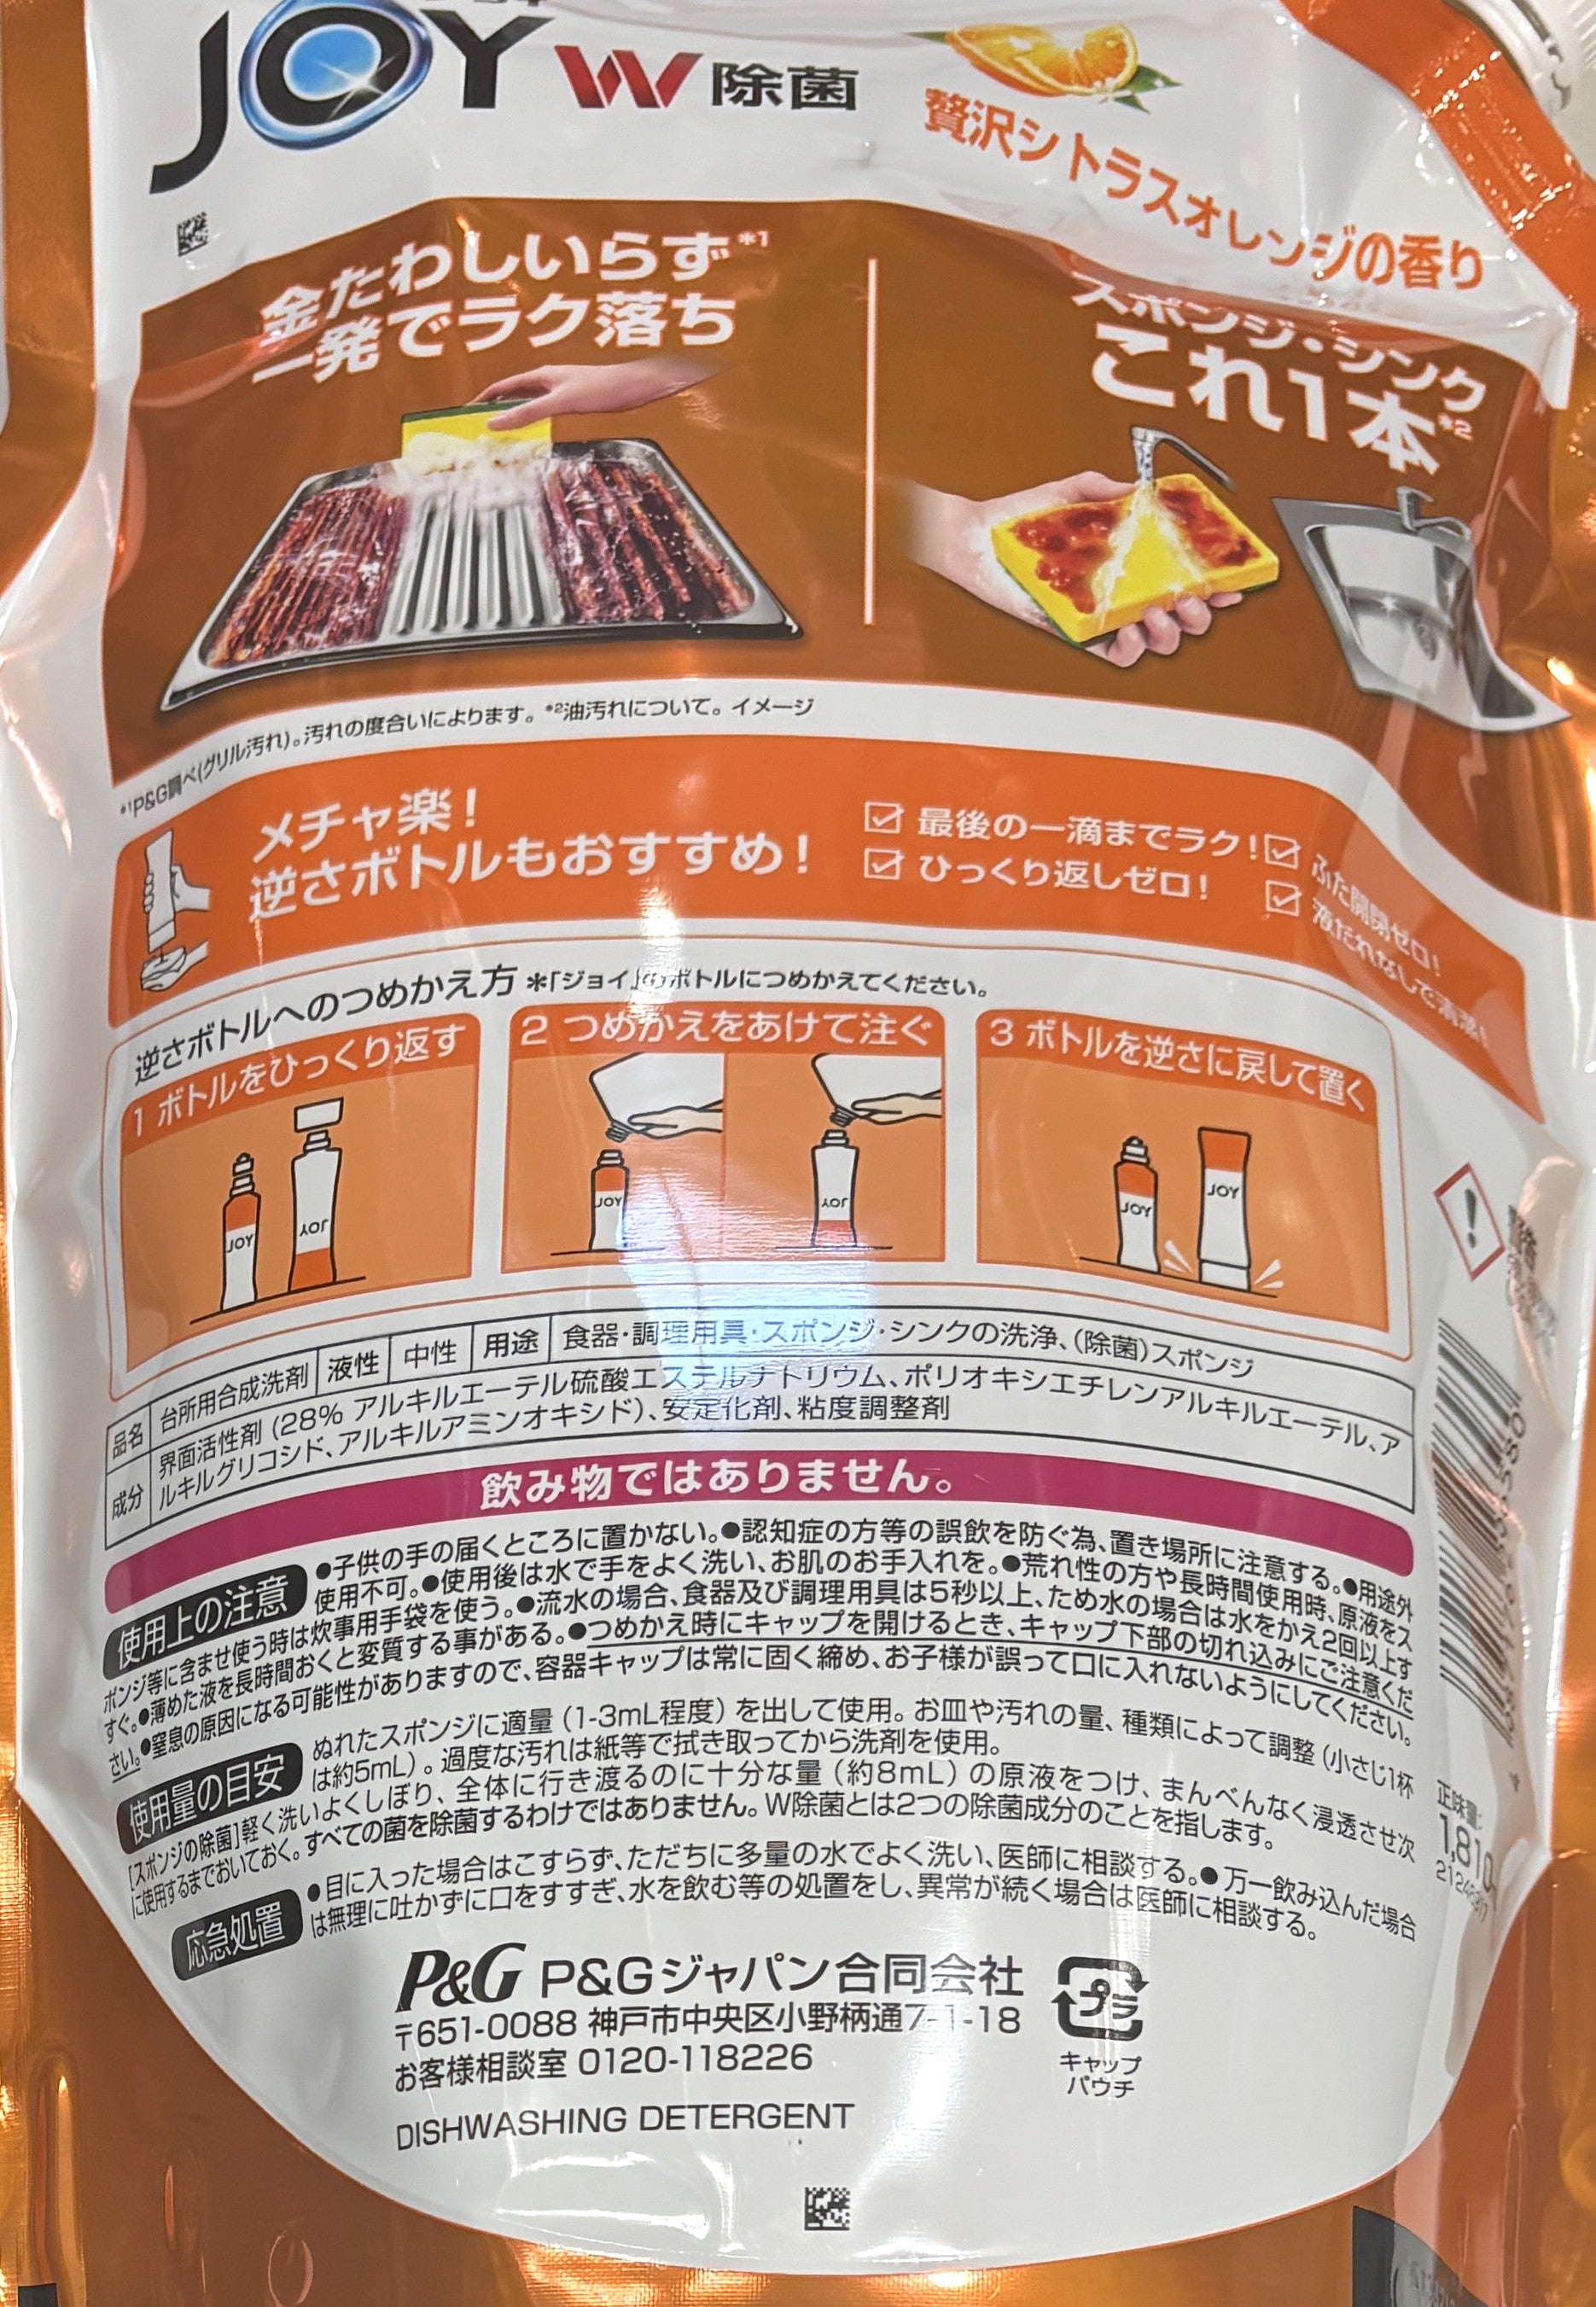 JOY W除菌
贅沢シトラスオレンジの香り
金たわしいらず*1
一発でラク落ち
スポンジ・シンク
これ1本*2
*1P&G調べ(グリル汚れ)。汚れの度合いによります。*2油汚れについて。イメージ
メチャ楽!
逆さボトルもおすすめ!
☑ 最後の一滴までラク!
☑ ひっくり返しゼロ!
☑ ふた開閉ゼロ!
☑ 液だれなしで清潔!
逆さボトルへのつめかえ方 *「ジョイ」のボトルにつめかえてください。
1 ボトルをひっくり返す
2 つめかえをあけて注ぐ
3 ボトルを逆さに戻して置く
JOY
JOY
JOY
JOY
JOY
JOY
品名 台所用合成洗剤 液性 中性 用途 食器・調理用具・スポンジ・シンクの洗浄、(除菌)スポンジ
成分 界面活性剤 (28% アルキルエーテル硫酸エステルナトリウム、ポリオキシエチレンアルキルエーテル、ア
ルキルグリコシド、アルキルアミンオキシド)、安定化剤、粘度調整剤
飲み物ではありません。
使用上の注意 ●子供の手の届くところに置かない。●認知症の方等の誤飲を防ぐ為、置き場所に注意する。●用途外
使用不可。●使用後は水で手をよく洗い、お肌のお手入れを。●荒れ性の方や長時間使用時、原液をス
ポンジ等に含ませ使う時は炊事用手袋を使う。●流水の場合、食器及び調理用具は5秒以上、ため水の場合は水をかえ2回以上す
すぐ。●薄めた液を長時間おくと変質する事がある。●つめかえ時にキャップを開けるとき、キャップ下部の切れ込みにご注意くだ
さい。●窒息の原因になる可能性がありますので、容器キャップは常に固く締め、お子様が誤って口に入れないようにしてください。
使用量の目安 ぬれたスポンジに適量 (1-3mL程度) を出して使用。お皿や汚れの量、種類によって調整 (小さじ1杯
は約5mL) 。過度な汚れは紙等で拭き取ってから洗剤を使用。
[スポンジの除菌]軽く洗いよくしぼり、全体に行き渡るのに十分な量 (約8mL) の原液をつけ、まんべんなく浸透させ次
に使用するまでおいておく。すべての菌を除菌するわけではありません。W除菌とは2つの除菌成分のことを指します。
応急処置 ●目に入った場合はこすらず、ただちに多量の水でよく洗い、医師に相談する。●万一飲み込んだ場合
は無理に吐かずに口をすすぎ、水を飲む等の処置をし、異常が続く場合は医師に相談する。
P&G P&Gジャパン合同会社
〒651-0088 神戸市中央区小野柄通7-1-18
お客様相談室 0120-118226
DISHWASHING DETERGENT
プラ
キャップ
パウチ
正味量:
1,810